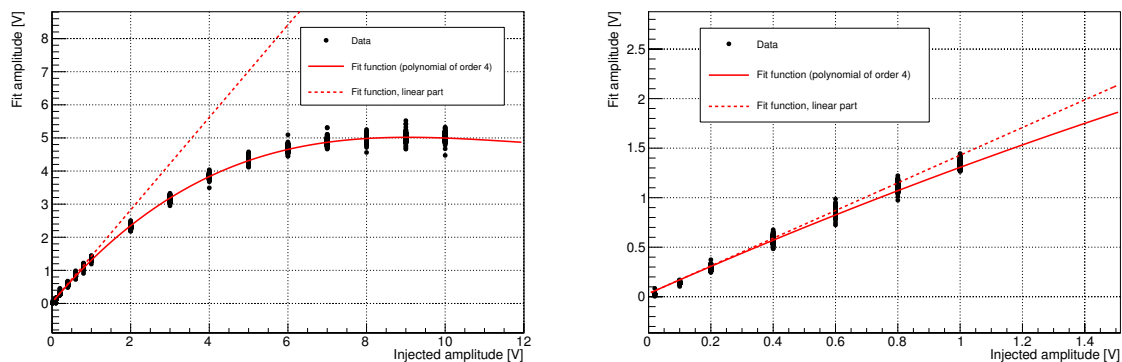 Fit amplitude [V]
8
7
6
5
4
3
2
1
0
Data
Fit function (polynomial of order 4)
Fit function, linear part
0 2 4 6 8 10 12
Injected amplitude [V]
Fit amplitude [V]
2.5
2
1.5
1
0.5
0
Data
Fit function (polynomial of order 4)
Fit function, linear part
0 0.2 0.4 0.6 0.8 1 1.2 1.4
Injected amplitude [V]